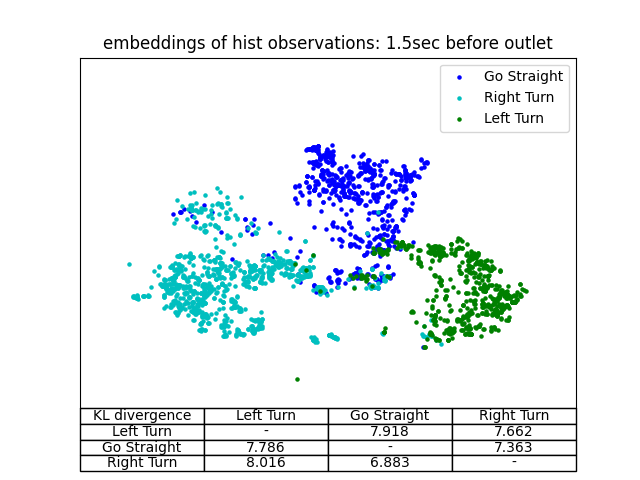 embeddings of hist observations: 1.5sec before outlet
Go Straight
Right Turn
Left Turn
KL divergence Left Turn Go Straight Right Turn
Left Turn - 7.918 7.662
Go Straight 7.786 - 7.363
Right Turn 8.016 6.883 -